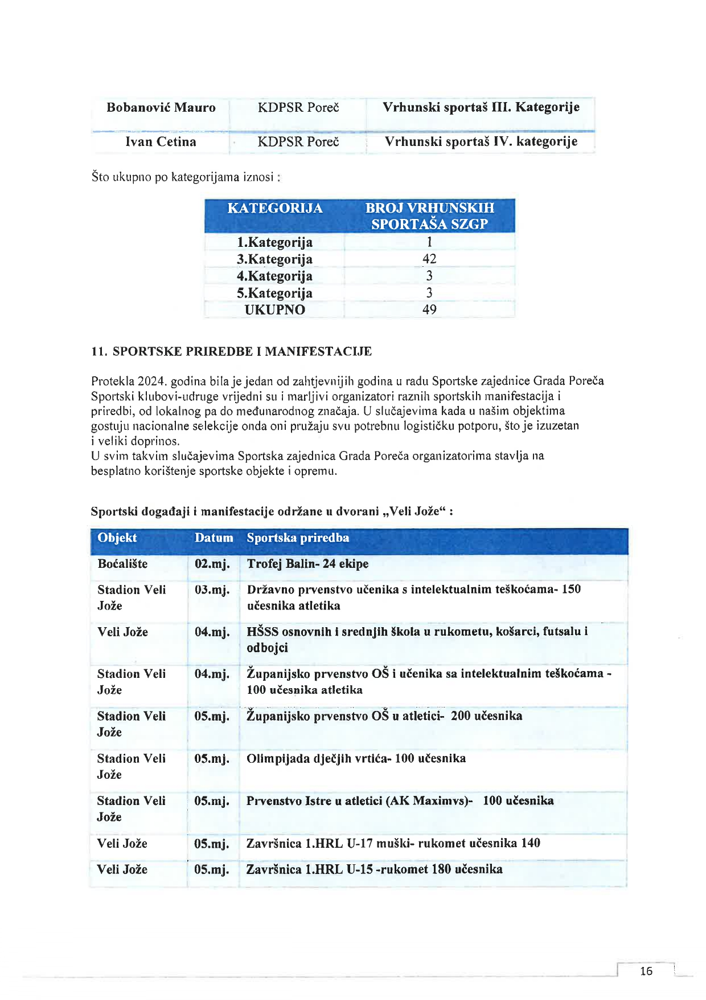 Bobanović Mauro KDPSR Poreč Vrhunski sportaš III. Kategorije
Ivan Cetina KDPSR Poreč Vrhunski sportaš IV. kategorije
Što ukupno po kategorijama iznosi :
KATEGORIJA BROJ VRHUNSKIH
SPORTAŠA SZGP
1.Kategorija 1
3.Kategorija 42
4.Kategorija 3
5.Kategorija 3
UKUPNO 49
11. SPORTSKE PRIREDBE I MANIFESTACIJE
Protekla 2024. godina bila je jedan od zahtjevnijih godina u radu Sportske zajednice Grada Poreča
Sportski klubovi-udruge vrijedni su i marljivi organizatori raznih sportskih manifestacija i
priredbi, od lokalnog pa do međunarodnog značaja. U slučajevima kada u našim objektima
gostuju nacionalne selekcije onda oni pružaju svu potrebnu logističku potporu, što je izuzetan
i veliki doprinos.
U svim takvim slučajevima Sportska zajednica Grada Poreča organizatorima stavlja na
besplatno korištenje sportske objekte i opremu.
Sportski događaji i manifestacije održane u dvorani „Veli Jože“ :
Objekt Datum Sportska priredba
Boćalište 02.mj. Trofej Balin- 24 ekipe
Stadion Veli 03.mj. Državno prvenstvo učenika s intelektualnim teškoćama- 150
Jože učesnika atletika
Veli Jože 04.mj. HŠSS osnovnih i srednjih škola u rukometu, košarci, futsalu i
odbojci
Stadion Veli 04.mj. Županijsko prvenstvo OŠ i učenika sa intelektualnim teškoćama -
Jože 100 učesnika atletika
Stadion Veli 05.mj. Županijsko prvenstvo OŠ u atletici- 200 učesnika
Jože
Stadion Veli 05.mj. Olimpijada dječjih vrtića- 100 učesnika
Jože
Stadion Veli 05.mj. Prvenstvo Istre u atletici (AK Maximvs)- 100 učesnika
Jože
Veli Jože 05.mj. Završnica 1.HRL U-17 muški- rukomet učesnika 140
Veli Jože 05.mj. Završnica 1.HRL U-15 -rukomet 180 učesnika
16